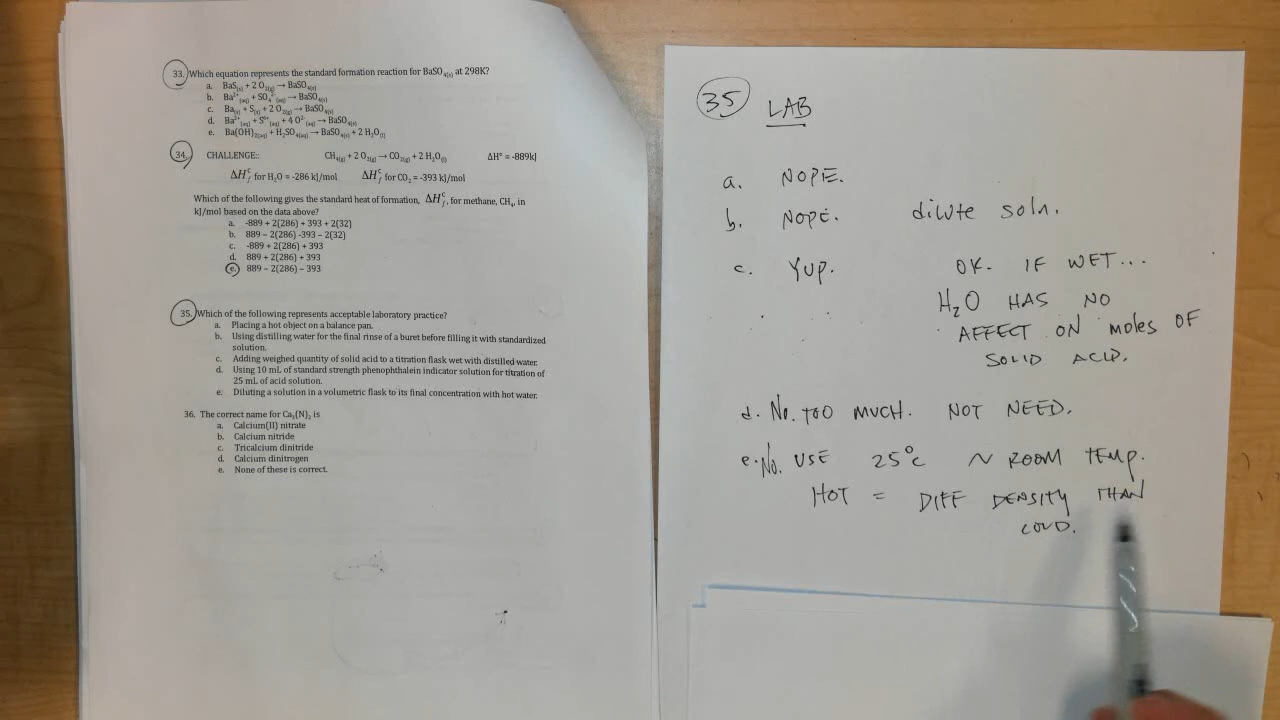 33. Which equation represents the standard formation reaction for BaSO4(s) at 298K?
a. BaS(s) + 2 O2(g) → BaSO4(s)
b. Ba2+(aq) + SO42-(aq) → BaSO4(s)
c. Ba(s) + S(s) + 2 O2(g) → BaSO4(s)
d. Ba2+(aq) + S6+(aq) + 4 O2-(aq) → BaSO4(s)
e. Ba(OH)2(aq) + H2SO4(aq) → BaSO4(s) + 2 H2O(l)
34. CHALLENGE:: CH4(g) + 2 O2(g) → CO2(g) + 2 H2O(l) ΔH° = -889kJ
ΔH°f for H2O = -286 kJ/mol ΔH°f for CO2 = -393 kJ/mol
Which of the following gives the standard heat of formation, ΔH°f, for methane, CH4, in
kJ/mol based on the data above?
a. -889 + 2(286) + 393 + 2(32)
b. 889 – 2(286) -393 – 2(32)
c. -889 + 2(286) + 393
d. 889 + 2(286) + 393
e. 889 – 2(286) – 393
35. Which of the following represents acceptable laboratory practice?
a. Placing a hot object on a balance pan.
b. Using distilling water for the final rinse of a buret before filling it with standardized
solution.
c. Adding weighed quantity of solid acid to a titration flask wet with distilled water.
d. Using 10 mL of standard strength phenophthalein indicator solution for titration of
25 mL of acid solution.
e. Diluting a solution in a volumetric flask to its final concentration with hot water.
36. The correct name for Ca3(N)2 is
a. Calcium(II) nitrate
b. Calcium nitride
c. Tricalcium dinitride
d. Calcium dinitrogen
e. None of these is correct.
35 LAB
a. NOPE.
b. NOPE. dilute soln.
c. YUP. OK. IF WET...
H2O HAS NO
AFFECT ON moles OF
SOLID ACID.
d. No. TOO MUCH. NOT NEED.
e. No. USE 25°C ~ ROOM TEMP.
HOT = DIFF DENSITY THAN
COLD.